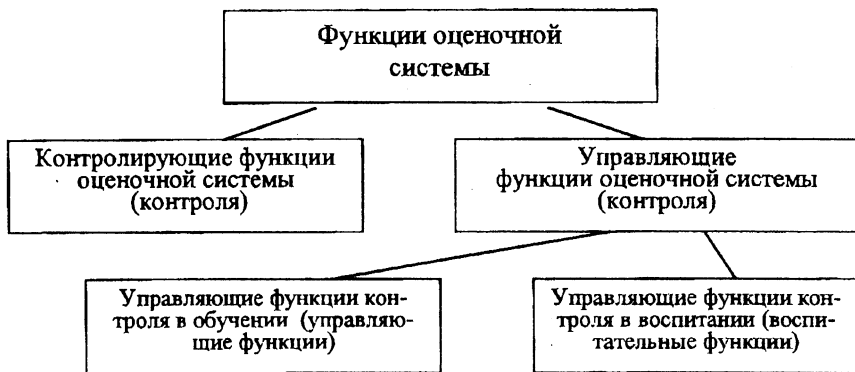 Функции оценочной
системы
Контролирующие функции
оценочной системы
(контроля)
Управляющие
функции оценочной системы
(контроля)
Управляющие функции кон-
троля в обучении (управляю-
щие функции)
Управляющие функции кон-
троля в воспитании (воспи-
тательные функции)